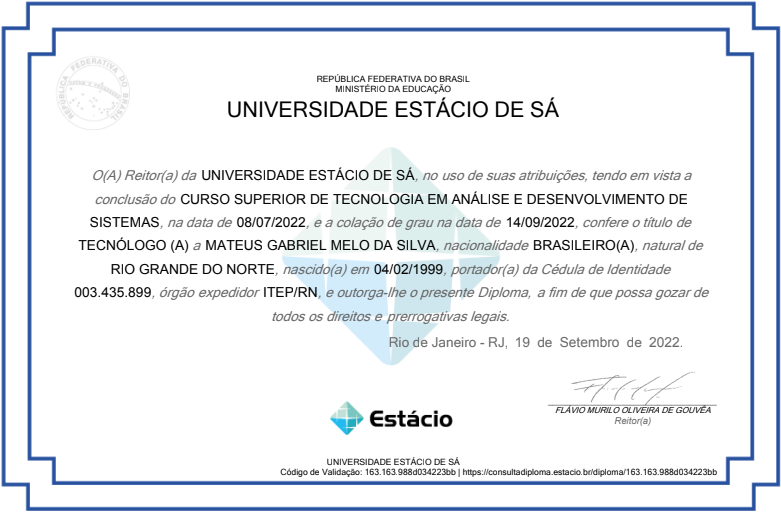 REPÚBLICA FEDERATIVA DO BRASIL
REPÚBLICA FEDERATIVA DO BRASIL
MINISTÉRIO DA EDUCAÇÃO
UNIVERSIDADE ESTÁCIO DE SÁ
O(A) Reitor(a) da UNIVERSIDADE ESTÁCIO DE SÁ, no uso de suas atribuições, tendo em vista a
conclusão do CURSO SUPERIOR DE TECNOLOGIA EM ANÁLISE E DESENVOLVIMENTO DE
SISTEMAS, na data de 08/07/2022, e a colação de grau na data de 14/09/2022, confere o título de
TECNÓLOGO (A) a MATEUS GABRIEL MELO DA SILVA, nacionalidade BRASILEIRO(A), natural de
RIO GRANDE DO NORTE, nascido(a) em 04/02/1999, portador(a) da Cédula de Identidade
003.435.899, órgão expedidor ITEP/RN, e outorga-lhe o presente Diploma, a fim de que possa gozar de
todos os direitos e prerrogativas legais.
Rio de Janeiro - RJ, 19 de Setembro de 2022.
FLÁVIO MURILO OLIVEIRA DE GOUVÊA
Reitor(a)
Estácio
UNIVERSIDADE ESTÁCIO DE SÁ
Código de Validação: 163.163.988d034223bb | https://consultadiploma.estacio.br/diploma/163.163.988d034223bb